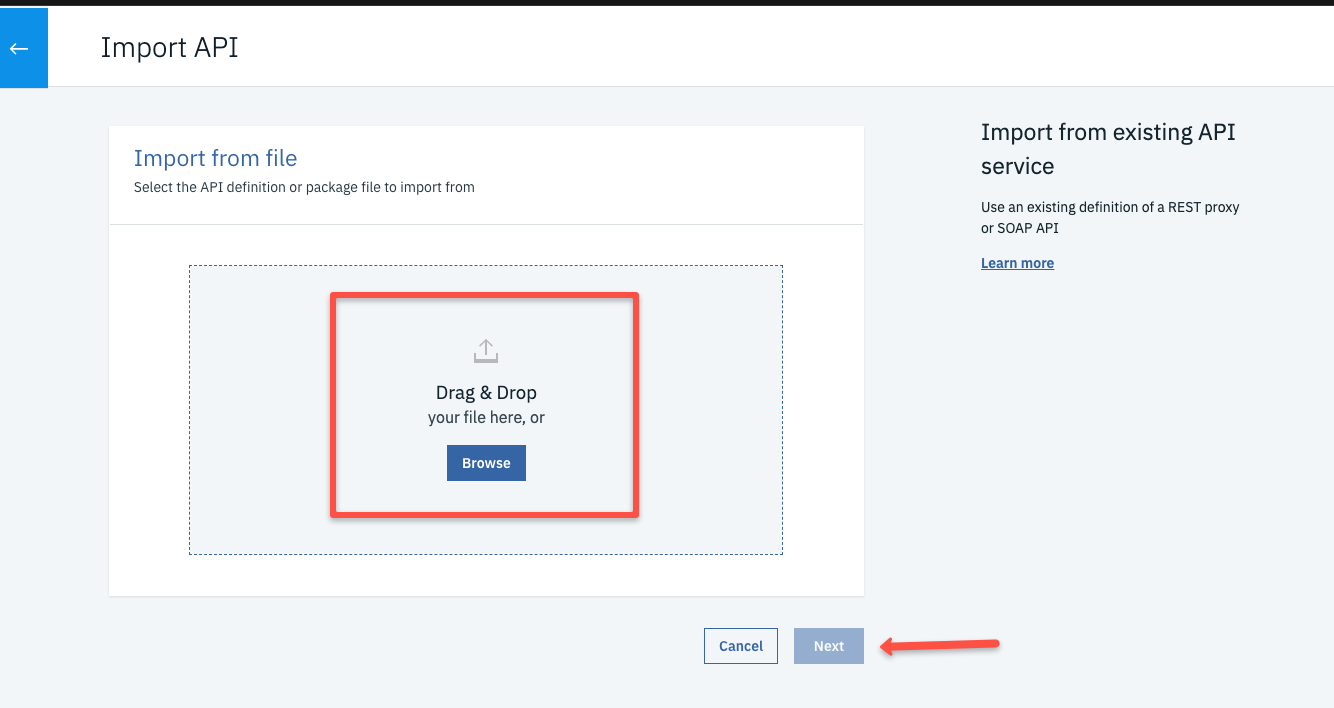 Import API
Import from file
Select the API definition or package file to import from
Drag & Drop
your file here, or
Browse
Cancel
Next
Import from existing API
service
Use an existing definition of a REST proxy
or SOAP API
Learn more